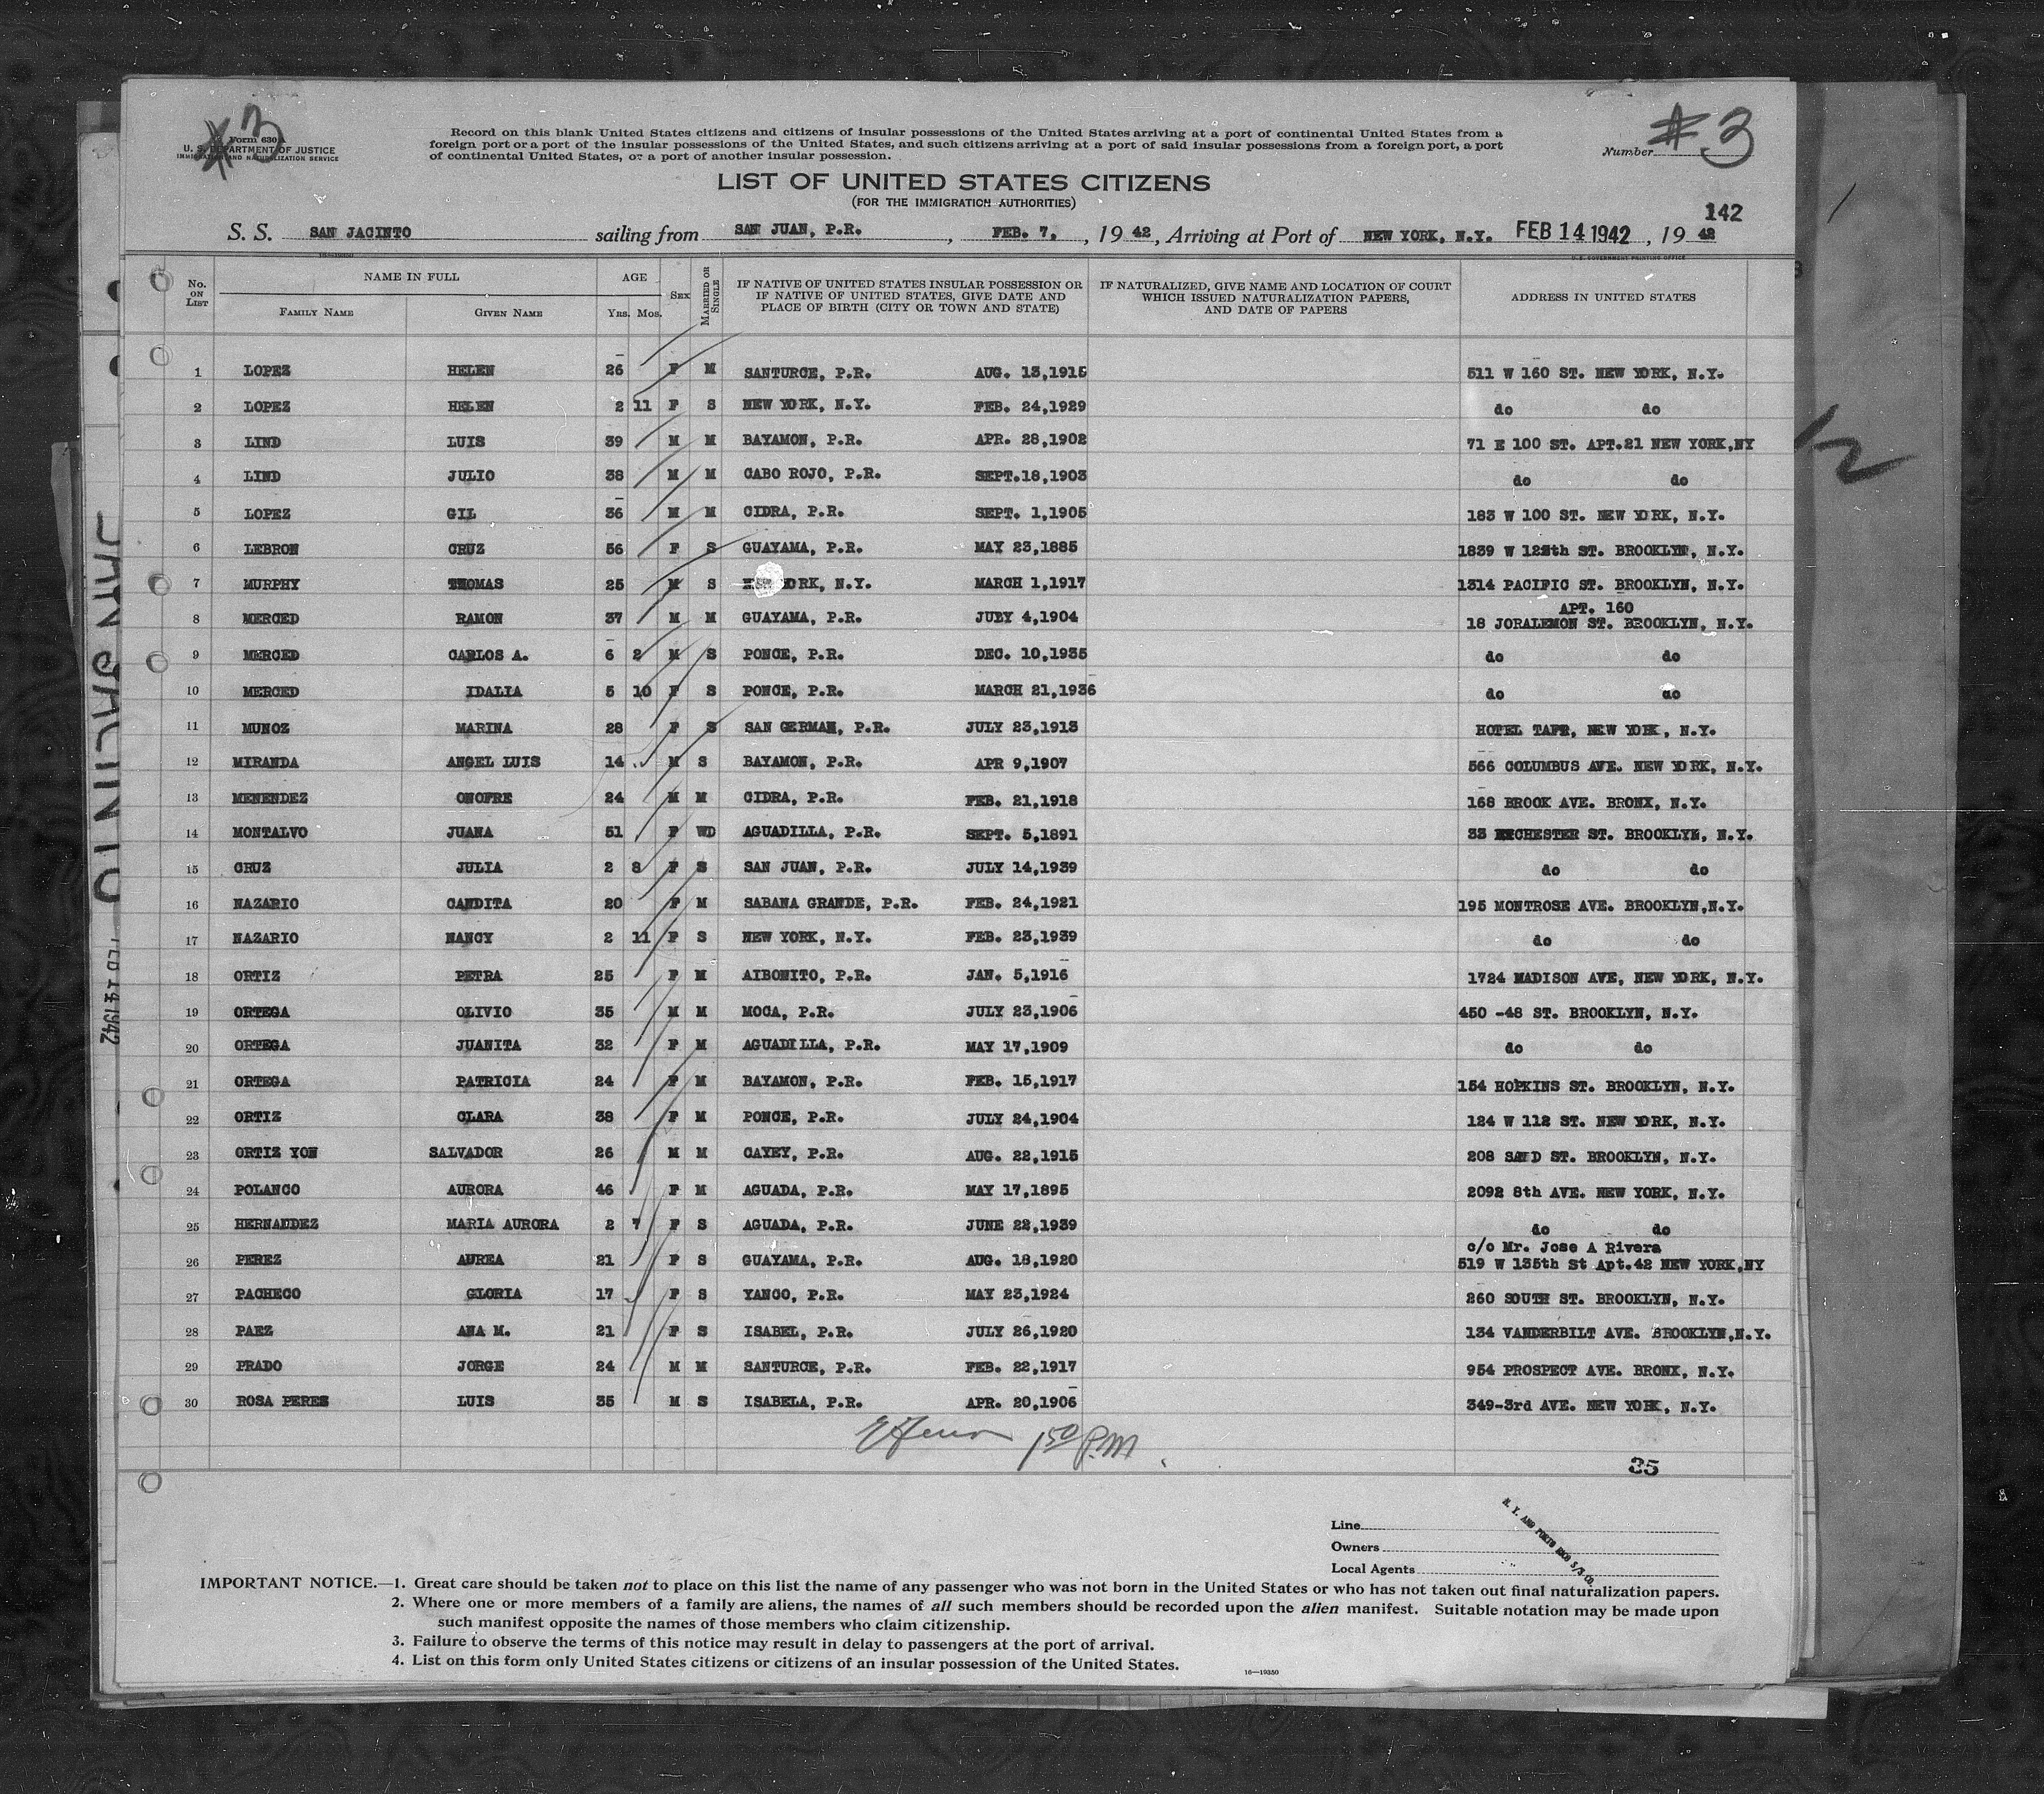 #3
Form 630
U. S. DEPARTMENT OF JUSTICE
IMMIGRATION AND NATURALIZATION SERVICE
Record on this blank United States citizens and citizens of insular possessions of the United States arriving at a port of continental United States from a
foreign port or a port of the insular possessions of the United States, and such citizens arriving at a port of said insular possessions from a foreign port, a port
of continental United States, or a port of another insular possession.
Number #3
LIST OF UNITED STATES CITIZENS
(FOR THE IMMIGRATION AUTHORITIES)
142
S. S. SAN JACINTO sailing from SAN JUAN, P.R. , FEB. 7, , 19 42, Arriving at Port of NEW YORK, N.Y. FEB 14 1942 , 19 42
16—19350 U. S. GOVERNMENT PRINTING OFFICE
No. ON LIST NAME IN FULL FAMILY NAME GIVEN NAME AGE Yrs. Mos. SEX MARRIED OR SINGLE IF NATIVE OF UNITED STATES INSULAR POSSESSION OR IF NATIVE OF UNITED STATES, GIVE DATE AND PLACE OF BIRTH (CITY OR TOWN AND STATE) IF NATURALIZED, GIVE NAME AND LOCATION OF COURT WHICH ISSUED NATURALIZATION PAPERS, AND DATE OF PAPERS ADDRESS IN UNITED STATES
1 LOPEZ HELEN 26 F M SANTURCE, P.R. AUG. 13,1915 511 W 160 ST. NEW YORK, N.Y.
2 LOPEZ HELEN 2 11 F S NEW YORK, N.Y. FEB. 24,1929 do do
3 LIND LUIS 39 M M BAYAMON, P.R. APR. 28,1902 71 E 100 ST. APT.21 NEW YORK,NY
4 LIND JULIO 38 M M CABO ROJO, P.R. SEPT.18,1903 do do
5 LOPEZ GIL 36 M M CIDRA, P.R. SEPT. 1,1905 183 W 100 ST. NEW YORK, N.Y.
6 LEBRON CRUZ 56 F S GUAYAMA, P.R. MAY 23,1885 1839 W ST. BROOKLYN, N.Y.
7 MURPHY THOMAS 25 M S NEW YORK, N.Y. MARCH 1,1917 1314 PACIFIC ST. BROOKLYN, N.Y.
8 MERCED RAMON 37 M M GUAYAMA, P.R. JUBY 4,1904 APT. 160
18 JORALEMON ST. BROOKLYN, N.Y.
9 MERCED CARLOS A. 6 2 M S PONCE, P.R. DEC. 10,1935 do do
10 MERCED IDALIA 5 10 F S PONCE, P.R. MARCH 21,1936 do do
11 MUNOZ MARINA 28 F S SAN GERMAN, P.R. JULY 23,1913 HOTEL TAFR, NEW YORK, N.Y.
12 MIRANDA ANGEL LUIS 14 M S BAYAMON, P.R. APR 9,1907 566 COLUMBUS AVE. NEW YORK, N.Y.
13 MENENDEZ ONOFRE 24 M M CIDRA, P.R. FEB. 21,1918 168 BROOK AVE. BRONX, N.Y.
14 MONTALVO JUANA 51 F WD AGUADILLA, P.R. SEPT. 5,1891 33 ST. BROOKLYN, N.Y.
15 CRUZ JULIA 2 8 F S SAN JUAN, P.R. JULY 14,1939 do do
16 NAZARIO CANDITA 20 F M SABANA GRANDE, P.R. FEB. 24,1921 195 MONTROSE AVE. BROOKLYN,N.Y.
17 NAZARIO NANCY 2 11 F S NEW YORK, N.Y. FEB. 23,1939 do do
18 ORTIZ PETRA 25 F M AIBONITO, P.R. JAN. 5,1916 1724 MADISON AVE, NEW YORK, N.Y.
19 ORTEGA OLIVIO 35 M M MOCA, P.R. JULY 23,1906 450 -48 ST. BROOKLYN, N.Y.
20 ORTEGA JUANITA 32 F M AGUADILLA, P.R. MAY 17,1909 do do
21 ORTEGA PATRICIA 24 F M BAYAMON, P.R. FEB. 15,1917 154 HOPKINS ST. BROOKLYN, N.Y.
22 ORTIZ CLARA 38 F M PONCE, P.R. JULY 24,1904 124 W 112 ST. NEW YORK, N.Y.
23 ORTIZ YON SALVADOR 26 M M CAYEY, P.R. AUG. 22,1915 208 ST. BROOKLYN, N.Y.
24 POLANCO AURORA 46 F M AGUADA, P.R. MAY 17,1895 2092 8th AVE. NEW YORK, N.Y.
25 HERNANDEZ MARIA AURORA 2 7 F S AGUADA, P.R. JUNE 22,1939 do do
26 PEREZ AUREA 21 F S GUAYAMA, P.R. AUG. 18,1920 c/o Mr. Jose A Rivera
519 W 135th St Apt.42 NEW YORK,NY
27 PACHECO GLORIA 17 F S YANCO, P.R. MAY 23,1924 260 SOUTH ST. BROOKLYN, N.Y.
28 PAEZ ANA M. 21 F S ISABEL, P.R. JULY 26,1920 134 VANDERBILT AVE. BROOKLYN,N.Y.
29 PRADO JORGE 24 M M SANTURCE, P.R. FEB. 22,1917 954 PROSPECT AVE. BRONX, N.Y.
30 ROSA PERES LUIS 35 M S ISABELA, P.R. APR. 20,1906 349-3rd AVE. NEW YORK, N.Y.
1 50 P.M
35
Line
Owners
Local Agents
N. Y. AND PORTO RICO S/S CO.
IMPORTANT NOTICE.—1. Great care should be taken not to place on this list the name of any passenger who was not born in the United States or who has not taken out final naturalization papers.
2. Where one or more members of a family are aliens, the names of all such members should be recorded upon the alien manifest. Suitable notation may be made upon
such manifest opposite the names of those members who claim citizenship.
3. Failure to observe the terms of this notice may result in delay to passengers at the port of arrival.
4. List on this form only United States citizens or citizens of an insular possession of the United States.
16—19350
SAN JACINTO
14 1942
12